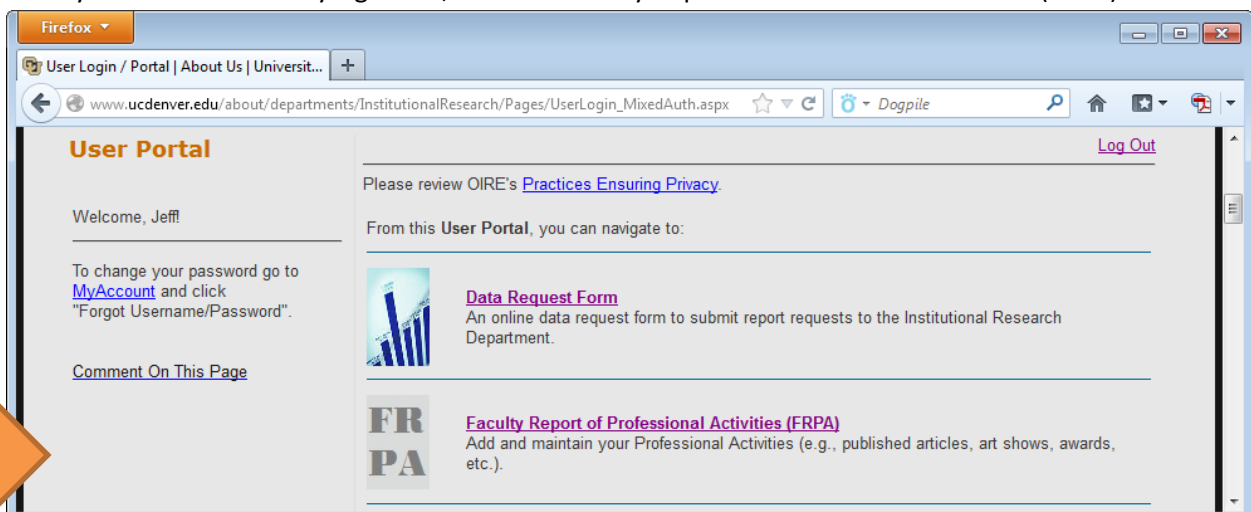 Firefox
User Login / Portal | About Us | Universit...
www.ucdenver.edu/about/departments/InstitutionalResearch/Pages/UserLogin_MixedAuth.aspx
Dogpile
User Portal
Log Out
Please review OIRE's Practices Ensuring Privacy.
Welcome, Jeff!
From this User Portal, you can navigate to:
To change your password go to
MyAccount and click
"Forgot Username/Password".
Comment On This Page
Data Request Form
An online data request form to submit report requests to the Institutional Research
Department.
FR
PA
Faculty Report of Professional Activities (FRPA)
Add and maintain your Professional Activities (e.g., published articles, art shows, awards,
etc.).